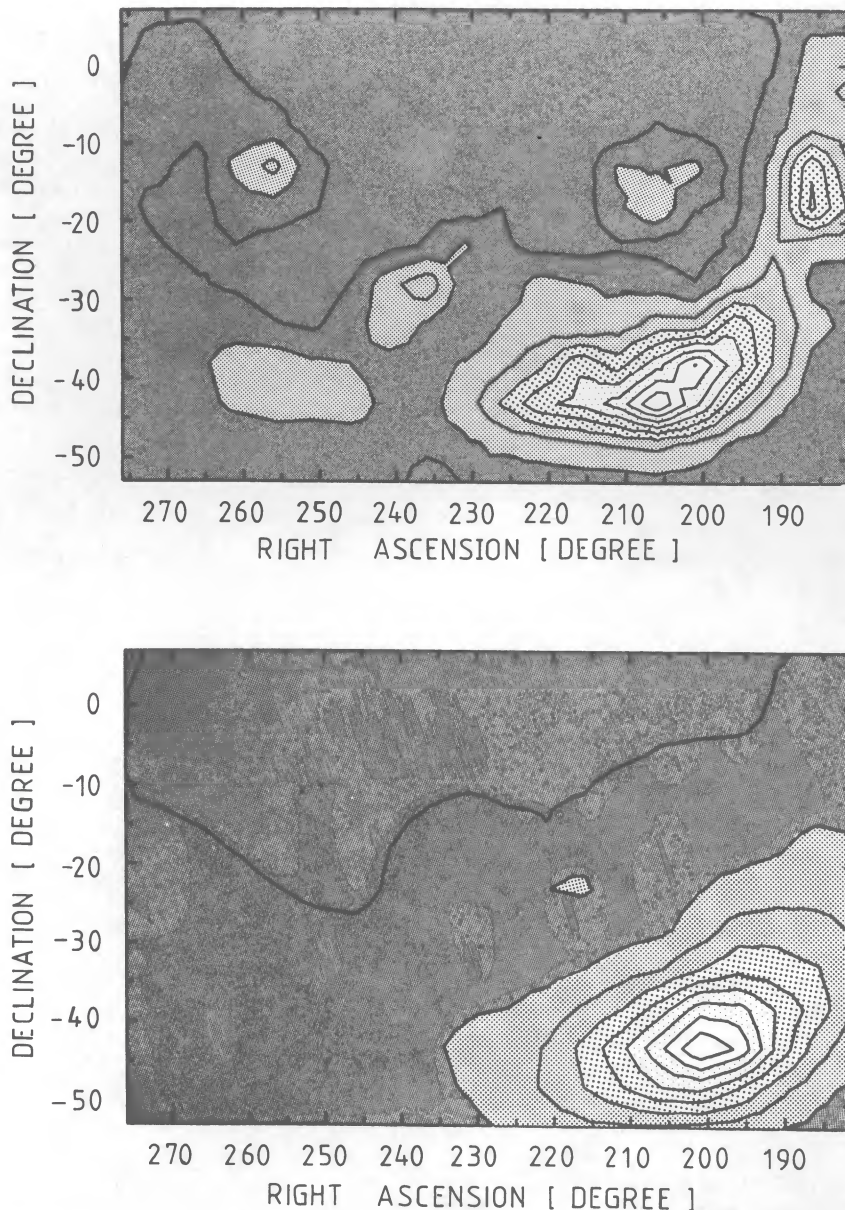 DECLINATION [ DEGREE ]
0
-10
-20
-30
-40
-50
270 260 250 240 230 220 210 200 190
RIGHT ASCENSION [ DEGREE ]
DECLINATION [ DEGREE ]
0
-10
-20
-30
-40
-50
270 260 250 240 230 220 210 200 190
RIGHT ASCENSION [ DEGREE ]